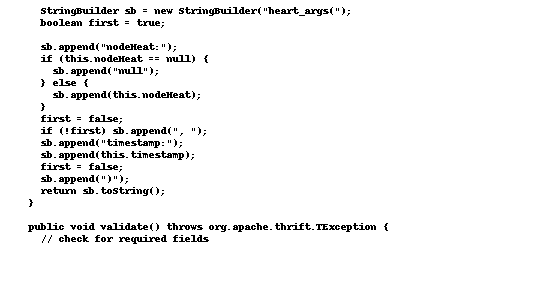 StringBuilder sb = new StringBuilder("heart_args(");
boolean first = true;
sb.append("nodeHeat:");
if (this.nodeHeat == null) {
sb.append("null");
} else {
sb.append(this.nodeHeat);
}
first = false;
if (!first) sb.append(", ");
sb.append("timestamp:");
sb.append(this.timestamp);
first = false;
sb.append(")");
return sb.toString();
}
public void validate() throws org.apache.thrift.TException {
// check for required fields